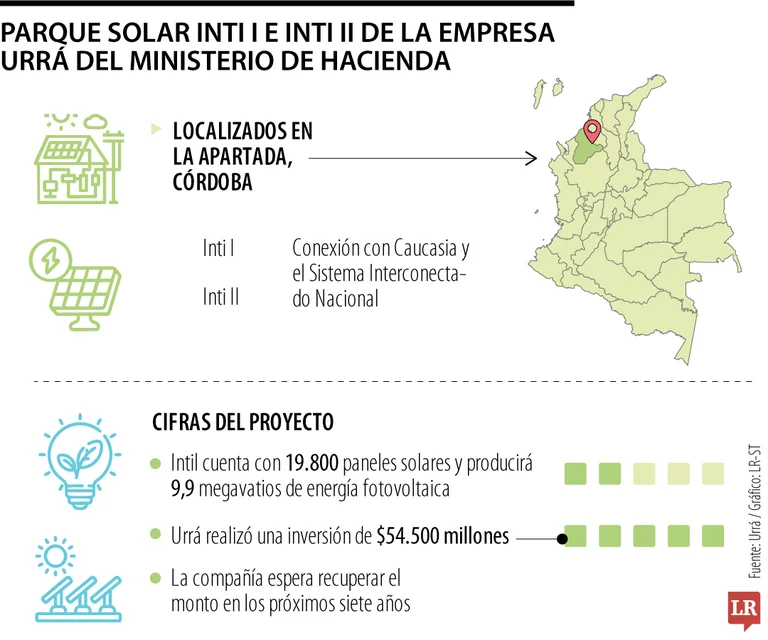 PARQUE SOLAR INTI I E INTI II DE LA EMPRESA
URRÁ DEL MINISTERIO DE HACIENDA
LOCALIZADOS EN
LA APARTADA,
CÓRDOBA
Inti I
Inti II
Conexión con Caucasia y
el Sistema Interconecta-
do Nacional
CIFRAS DEL PROYECTO
IntiI cuenta con 19.800 paneles solares y producirá
9,9 megavatios de energía fotovoltaica
Urrá realizó una inversión de $54.500 millones
La compañía espera recuperar el
monto en los próximos siete años
Fuente: Urrá / Gráfico: LR-ST
LR